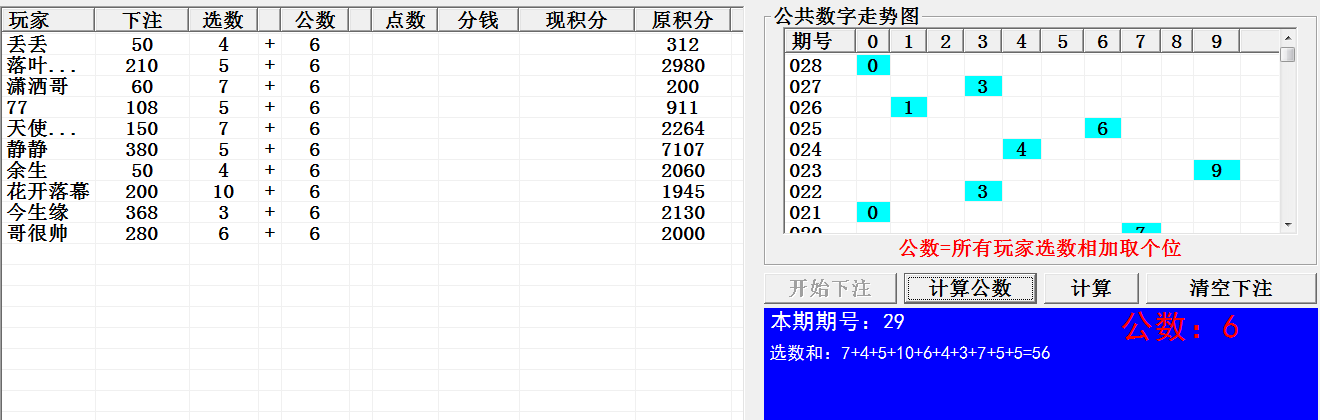 玩家 下注 选数 公数 点数 分钱 现积分 原积分
丢丢 50 4 + 6 312
落叶... 210 5 + 6 2980
潇洒哥 60 7 + 6 200
77 108 5 + 6 911
天使... 150 7 + 6 2264
静静 380 5 + 6 7107
余生 50 4 + 6 2060
花开落幕 200 10 + 6 1945
今生缘 368 3 + 6 2130
哥很帅 280 6 + 6 2000
公共数字走势图
期号 0 1 2 3 4 5 6 7 8 9
028 0
027 3
026 1
025 6
024 4
023 9
022 3
021 0
020 7
公数=所有玩家选数相加取个位
开始下注 计算公数 计算 清空下注
本期期号：29 公数：6
选数和：7+4+5+10+6+4+3+7+5+5=56